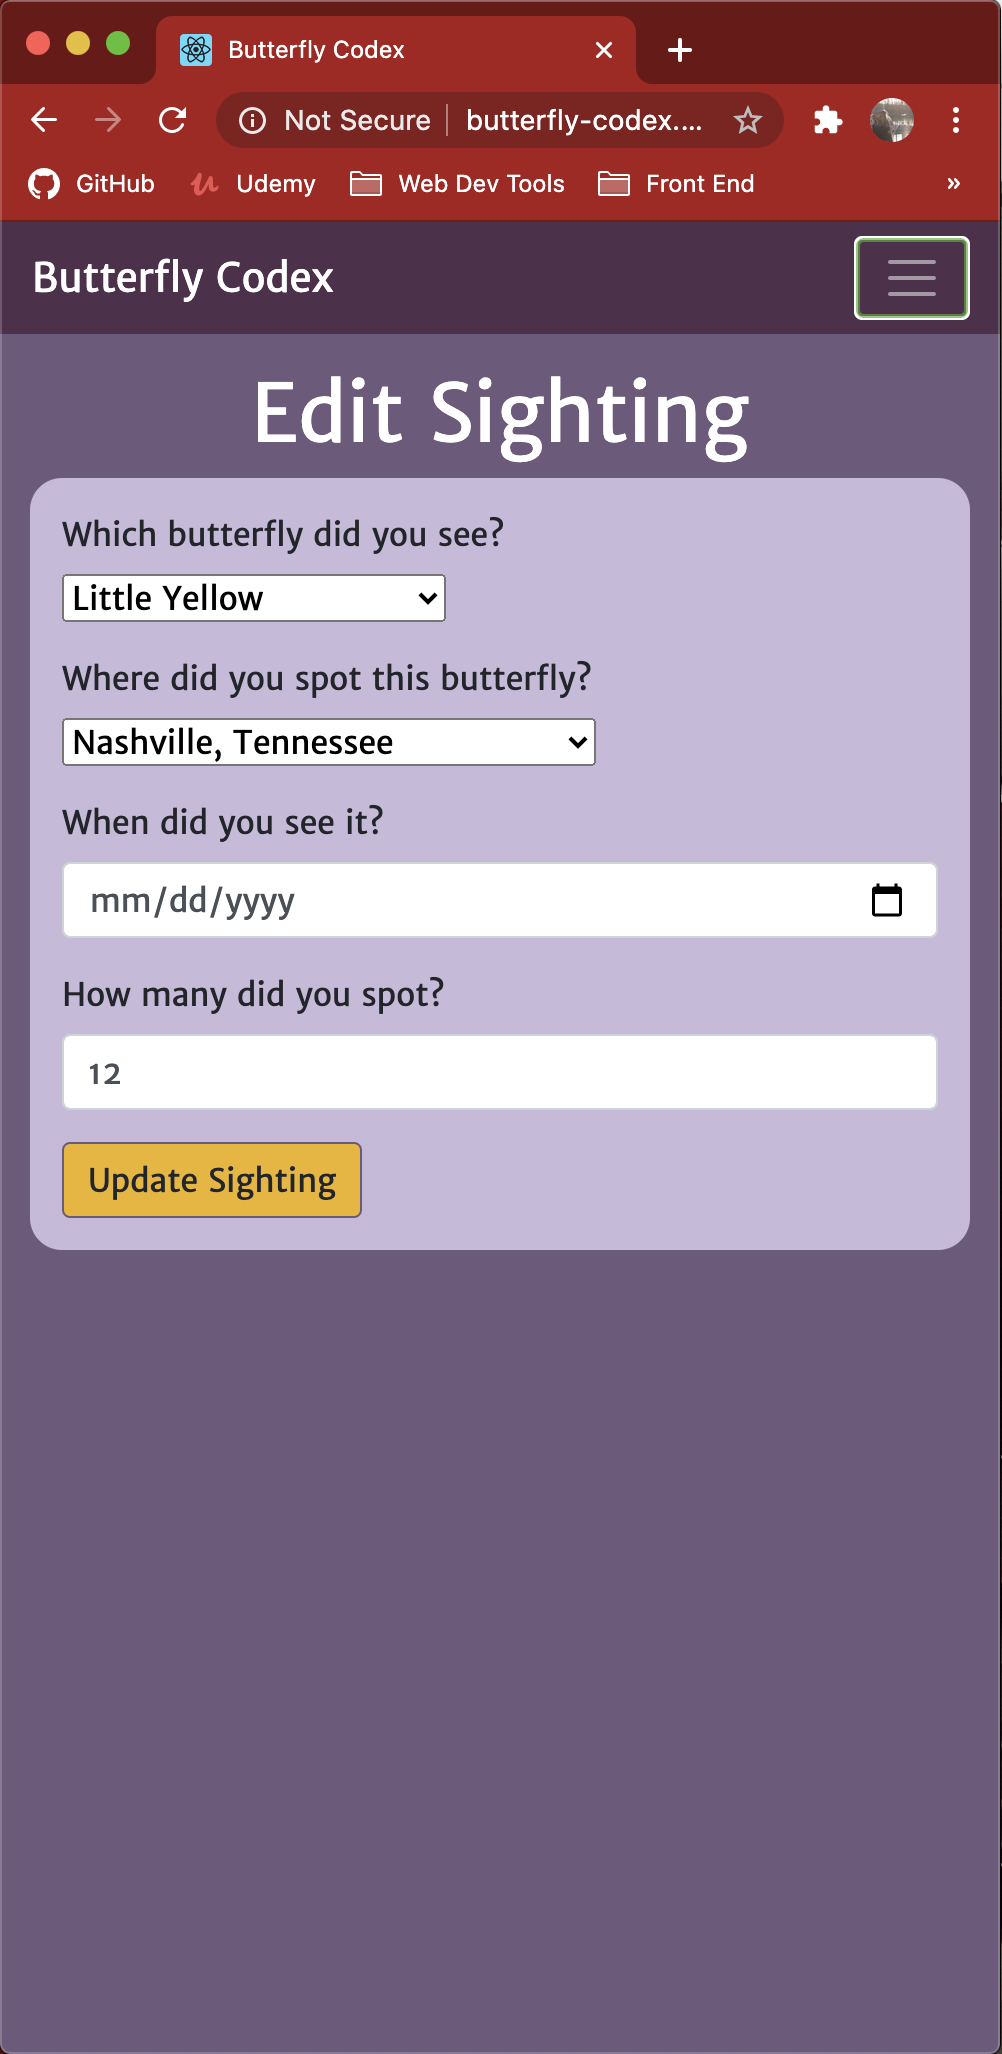 Butterfly Codex
Not Secure butterfly-codex....
GitHub Udemy Web Dev Tools Front End »
Butterfly Codex
Edit Sighting
Which butterfly did you see?
Little Yellow
Where did you spot this butterfly?
Nashville, Tennessee
When did you see it?
mm/dd/yyyy
How many did you spot?
12
Update Sighting